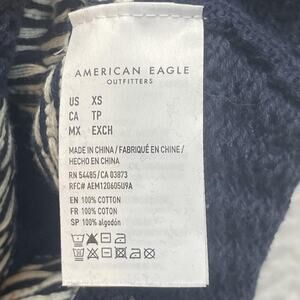 AMERICAN EAGLE
OUTFITTERS
US XS
CA TP
MX EXCH
MADE IN CHINA / FABRIQUÉ EN CHINE /
HECHO EN CHINA
RN 54485/CA 03873
RFC# AEM120605U9A
EN 100% COTTON
FR 100% COTON
SP 100% algodón